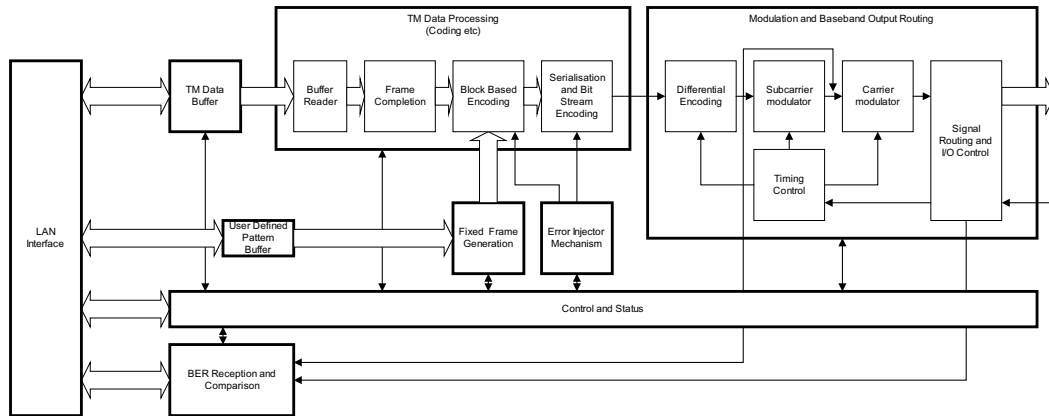 TM Data Processing
(Coding etc)
Modulation and Baseband Output Routing
LAN
Interface
TM Data
Buffer
Buffer
Reader
Frame
Completion
Block Based
Encoding
Serialisation
and Bit
Stream
Encoding
Differential
Encoding
Subcarrier
modulator
Carrier
modulator
Signal
Routing and
I/O Control
Timing
Control
User Defined
Pattern
Buffer
Fixed Frame
Generation
Error Injector
Mechanism
Control and Status
BER Reception and
Comparison